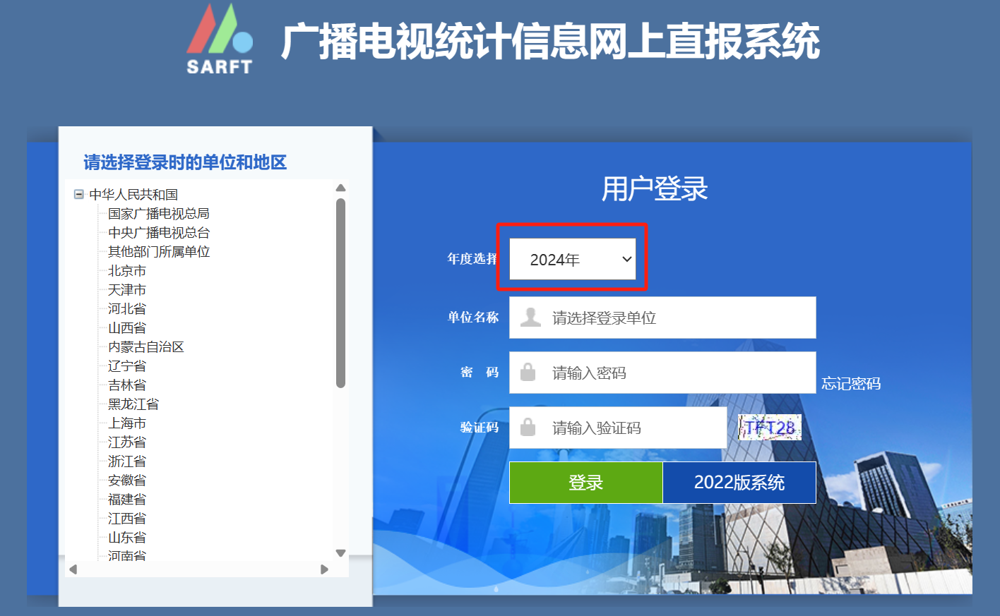 SARFT
广播电视统计信息网上直报系统
请选择登录时的单位和地区
中华人民共和国
国家广播电视总局
中央广播电视总台
其他部门所属单位
北京市
天津市
河北省
山西省
内蒙古自治区
辽宁省
吉林省
黑龙江省
上海市
江苏省
浙江省
安徽省
福建省
江西省
山东省
河南省
用户登录
年度选择 2024年
单位名称 请选择登录单位
密 码 请输入密码 忘记密码
验证码 请输入验证码 TFT28
登录 2022版系统